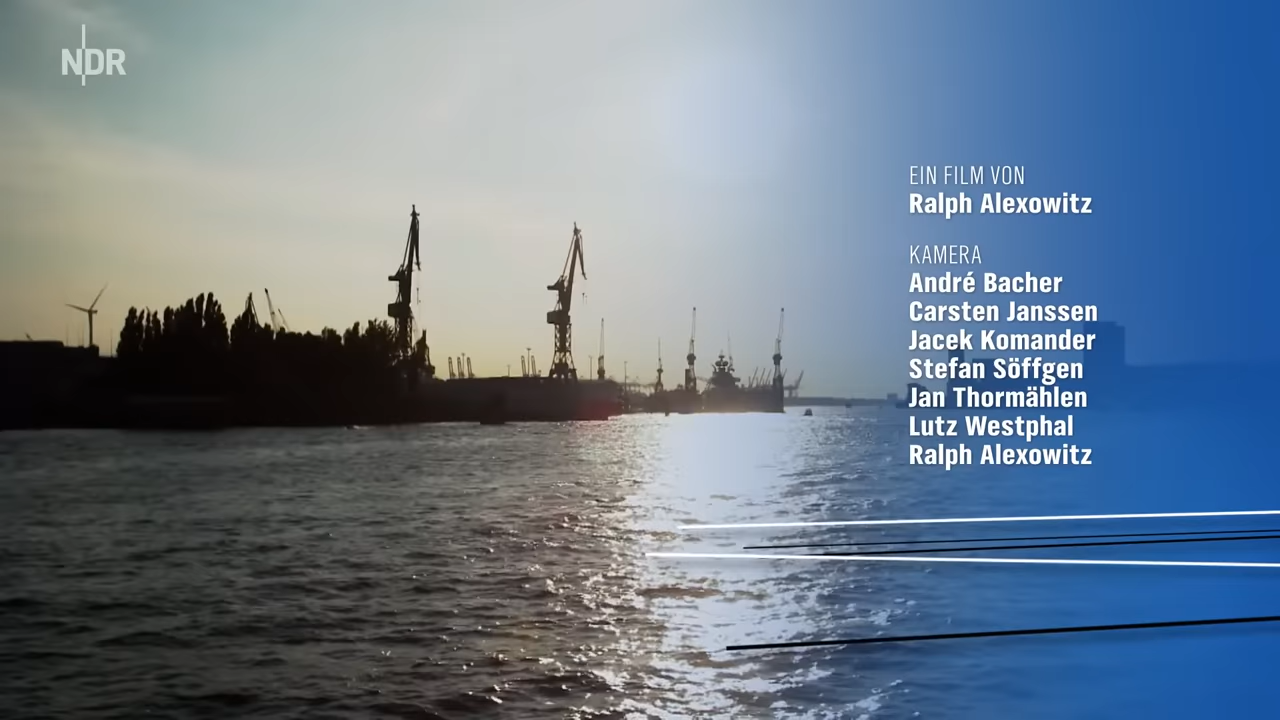 NDR
EIN FILM VON
Ralph Alexowitz
KAMERA
André Bacher
Carsten Janssen
Jacek Komander
Stefan Söffgen
Jan Thormählen
Lutz Westphal
Ralph Alexowitz